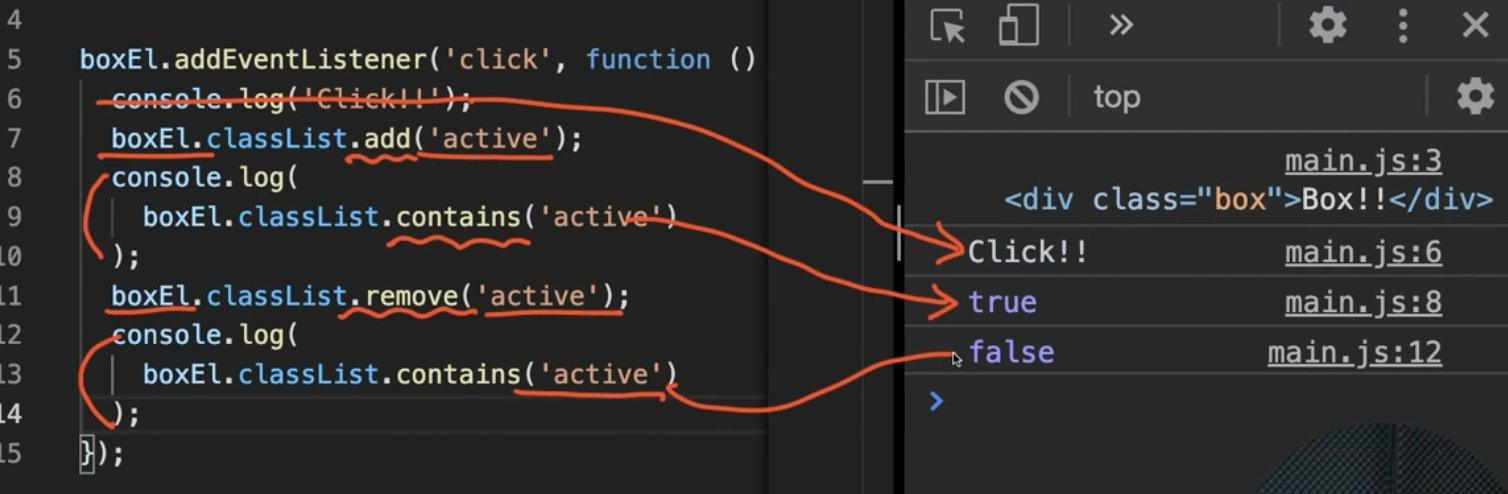 4
5 boxEl.addEventListener('click', function ()
6 console.log('Click!!');
7 boxEl.classList.add('active');
8 console.log(
9 boxEl.classList.contains('active')
10 );
11 boxEl.classList.remove('active');
12 console.log(
13 boxEl.classList.contains('active')
14 );
15 });
top
main.js:3
<div class="box">Box!!</div>
Click!! main.js:6
true main.js:8
false main.js:12